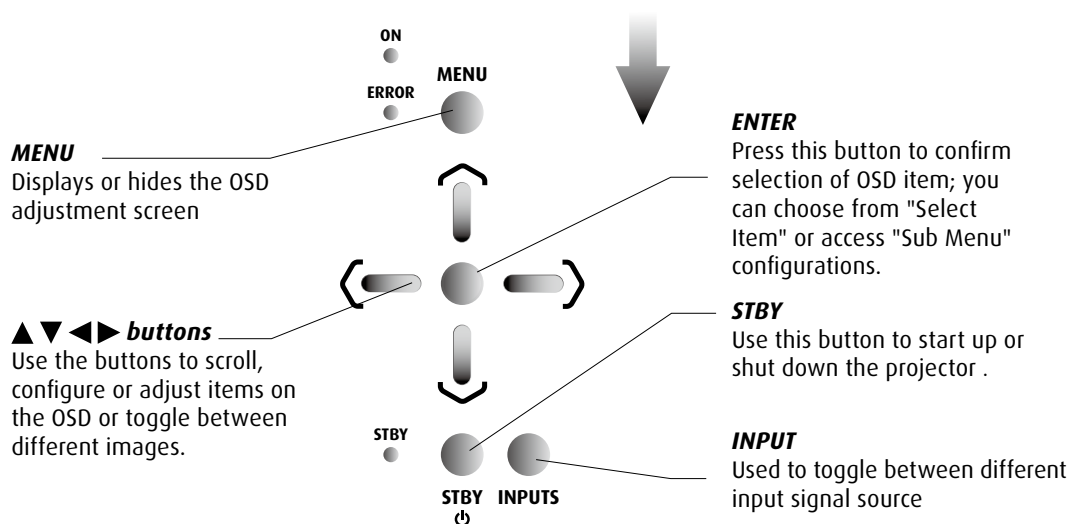 ON
ERROR
MENU
MENU
Displays or hides the OSD
adjustment screen
▲ ▼ ◀ ▶ buttons
Use the buttons to scroll,
configure or adjust items on
the OSD or toggle between
different images.
ENTER
Press this button to confirm
selection of OSD item; you
can choose from "Select
Item" or access "Sub Menu"
configurations.
STBY
Use this button to start up or
shut down the projector .
INPUT
Used to toggle between different
input signal source
STBY
STBY INPUTS